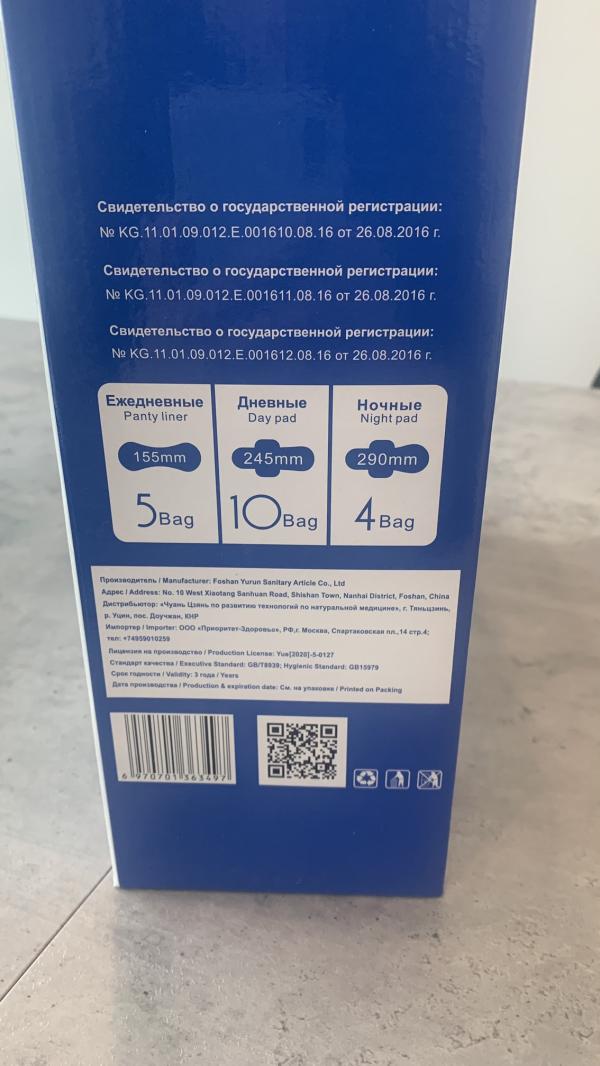 Свидетельство о государственной регистрации:
№ KG.11.01.09.012.E.001610.08.16 от 26.08.2016 г.
Свидетельство о государственной регистрации:
№ KG.11.01.09.012.E.001611.08.16 от 26.08.2016 г.
Свидетельство о государственной регистрации:
№ KG.11.01.09.012.E.001612.08.16 от 26.08.2016 г.
Ежедневные
Panty liner
155mm
5Bag
Дневные
Day pad
245mm
10Bag
Ночные
Night pad
290mm
4Bag
Производитель / Manufacturer: Foshan Yurun Sanitary Article Co., Ltd
Адрес / Address: No. 10 West Xiaotang Sanhuan Road, Shishan Town, Nanhai District, Foshan, China
Дистрибьютор: «Чуань Цзянь по развитию технологий по натуральной медицине», г. Тяньцзинь,
р. Уцин, пос. Доучжан, КНР
Импортер / Importer: ООО «Приоритет-Здоровье», РФ,г. Москва, Спартаковская пл.,14 стр.4;
тел: +74959010259
Лицензия на производство / Production License: Yue[2020]-5-0127
Стандарт качества / Executive Standard: GB/T8939; Hygienic Standard: GB15979
Срок годности / Validity: 3 года / Years
Дата производства / Production & expiration date: См. на упаковке / Printed on Packing
6 970701 363497